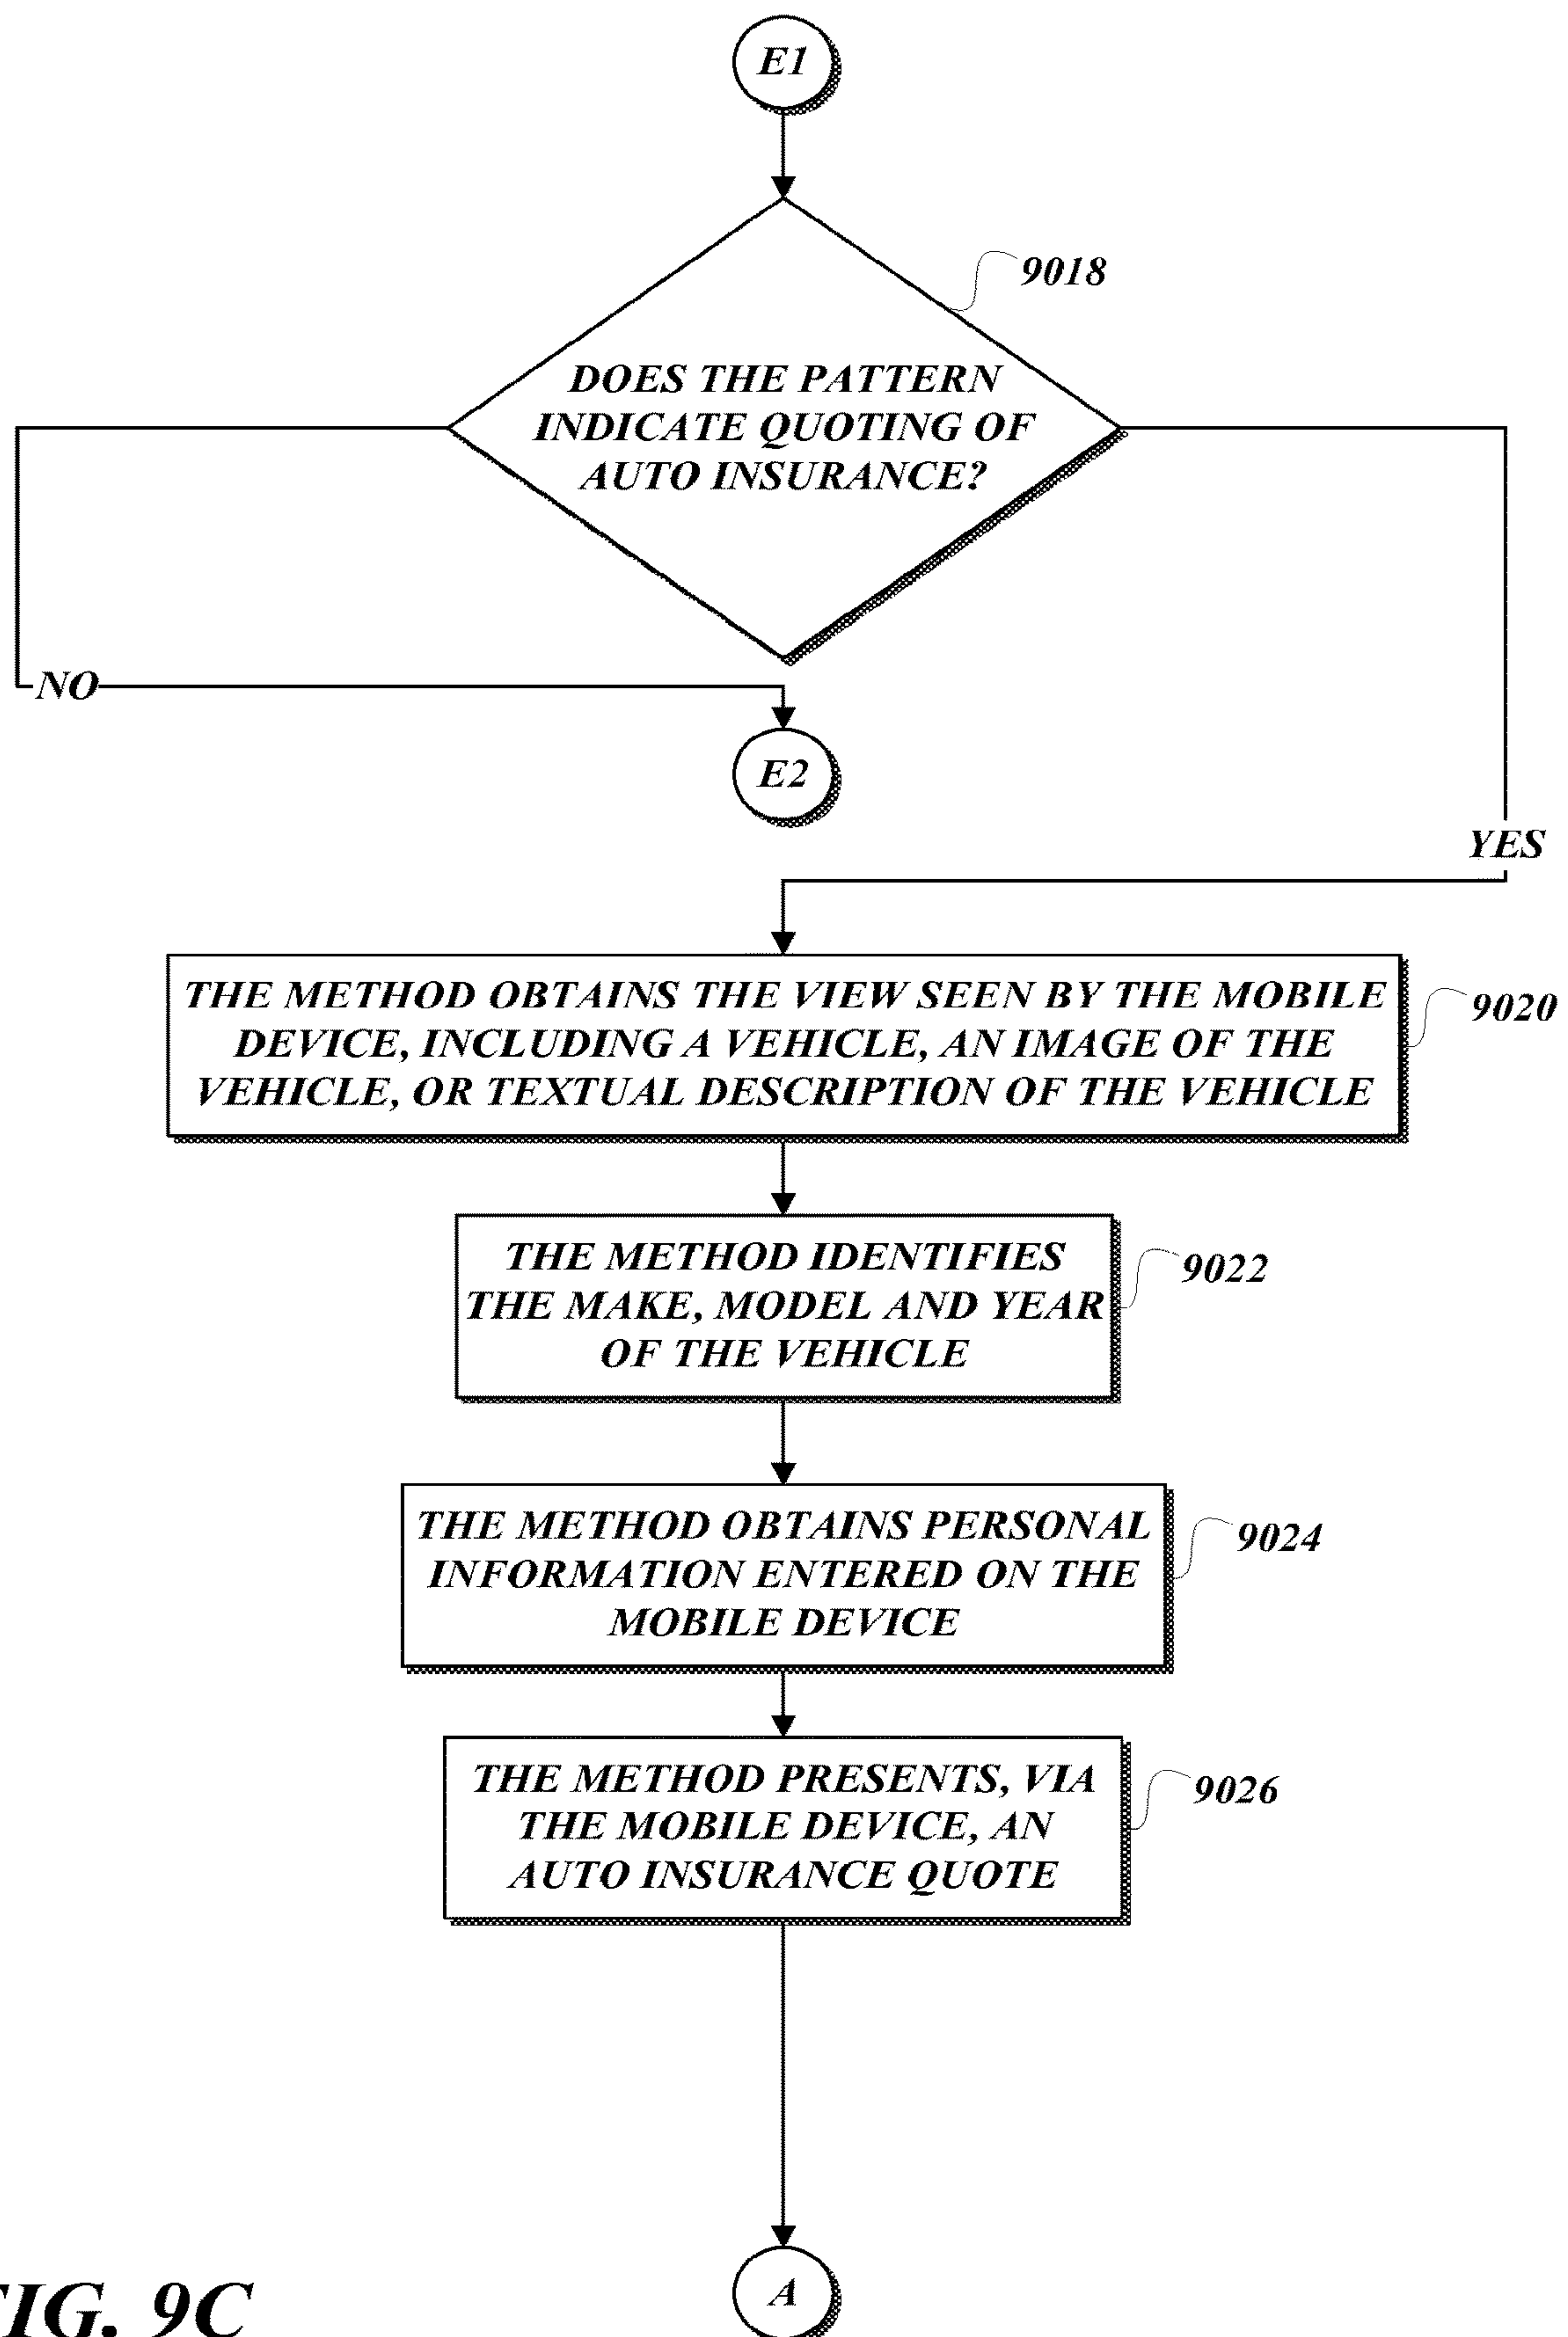 E1
9018
DOES THE PATTERN
INDICATE QUOTING OF
AUTO INSURANCE?
NO
E2
YES
THE METHOD OBTAINS THE VIEW SEEN BY THE MOBILE
DEVICE, INCLUDING A VEHICLE, AN IMAGE OF THE
VEHICLE, OR TEXTUAL DESCRIPTION OF THE VEHICLE
9020
THE METHOD IDENTIFIES
THE MAKE, MODEL AND YEAR
OF THE VEHICLE
9022
THE METHOD OBTAINS PERSONAL
INFORMATION ENTERED ON THE
MOBILE DEVICE
9024
THE METHOD PRESENTS, VIA
THE MOBILE DEVICE, AN
AUTO INSURANCE QUOTE
9026
A
FIG. 9C